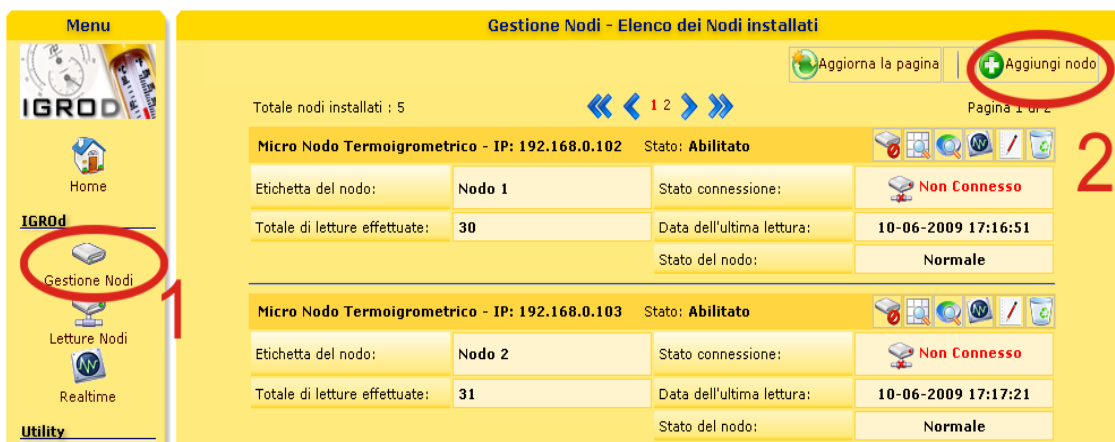 Menu
IGROD
Home
IGROd
Gestione Nodi
1
Letture Nodi
Realtime
Utility
Gestione Nodi - Elenco dei Nodi installati
Aggiorna la pagina | Aggiungi nodo
2
Totale nodi installati : 5
1 2
Pagina 1 di 2
Micro Nodo Termoigrometrico - IP: 192.168.0.102 Stato: Abilitato
Etichetta del nodo: Nodo 1 Stato connessione: Non Connesso
Totale di letture effettuate: 30 Data dell'ultima lettura: 10-06-2009 17:16:51
Stato del nodo: Normale
Micro Nodo Termoigrometrico - IP: 192.168.0.103 Stato: Abilitato
Etichetta del nodo: Nodo 2 Stato connessione: Non Connesso
Totale di letture effettuate: 31 Data dell'ultima lettura: 10-06-2009 17:17:21
Stato del nodo: Normale